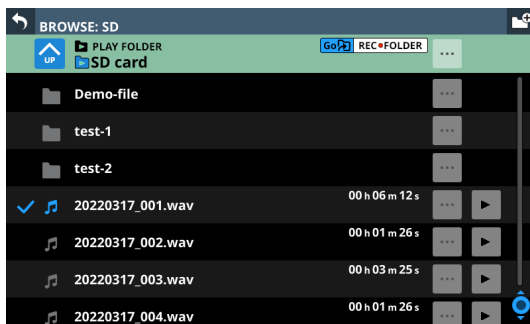 BROWSE: SD
PLAY FOLDER
Go REC●FOLDER
UP
SD card
Demo-file
test-1
test-2
20220317_001.wav 00 h 06 m 12 s
20220317_002.wav 00 h 01 m 26 s
20220317_003.wav 00 h 03 m 25 s
20220317_004.wav 00 h 01 m 26 s